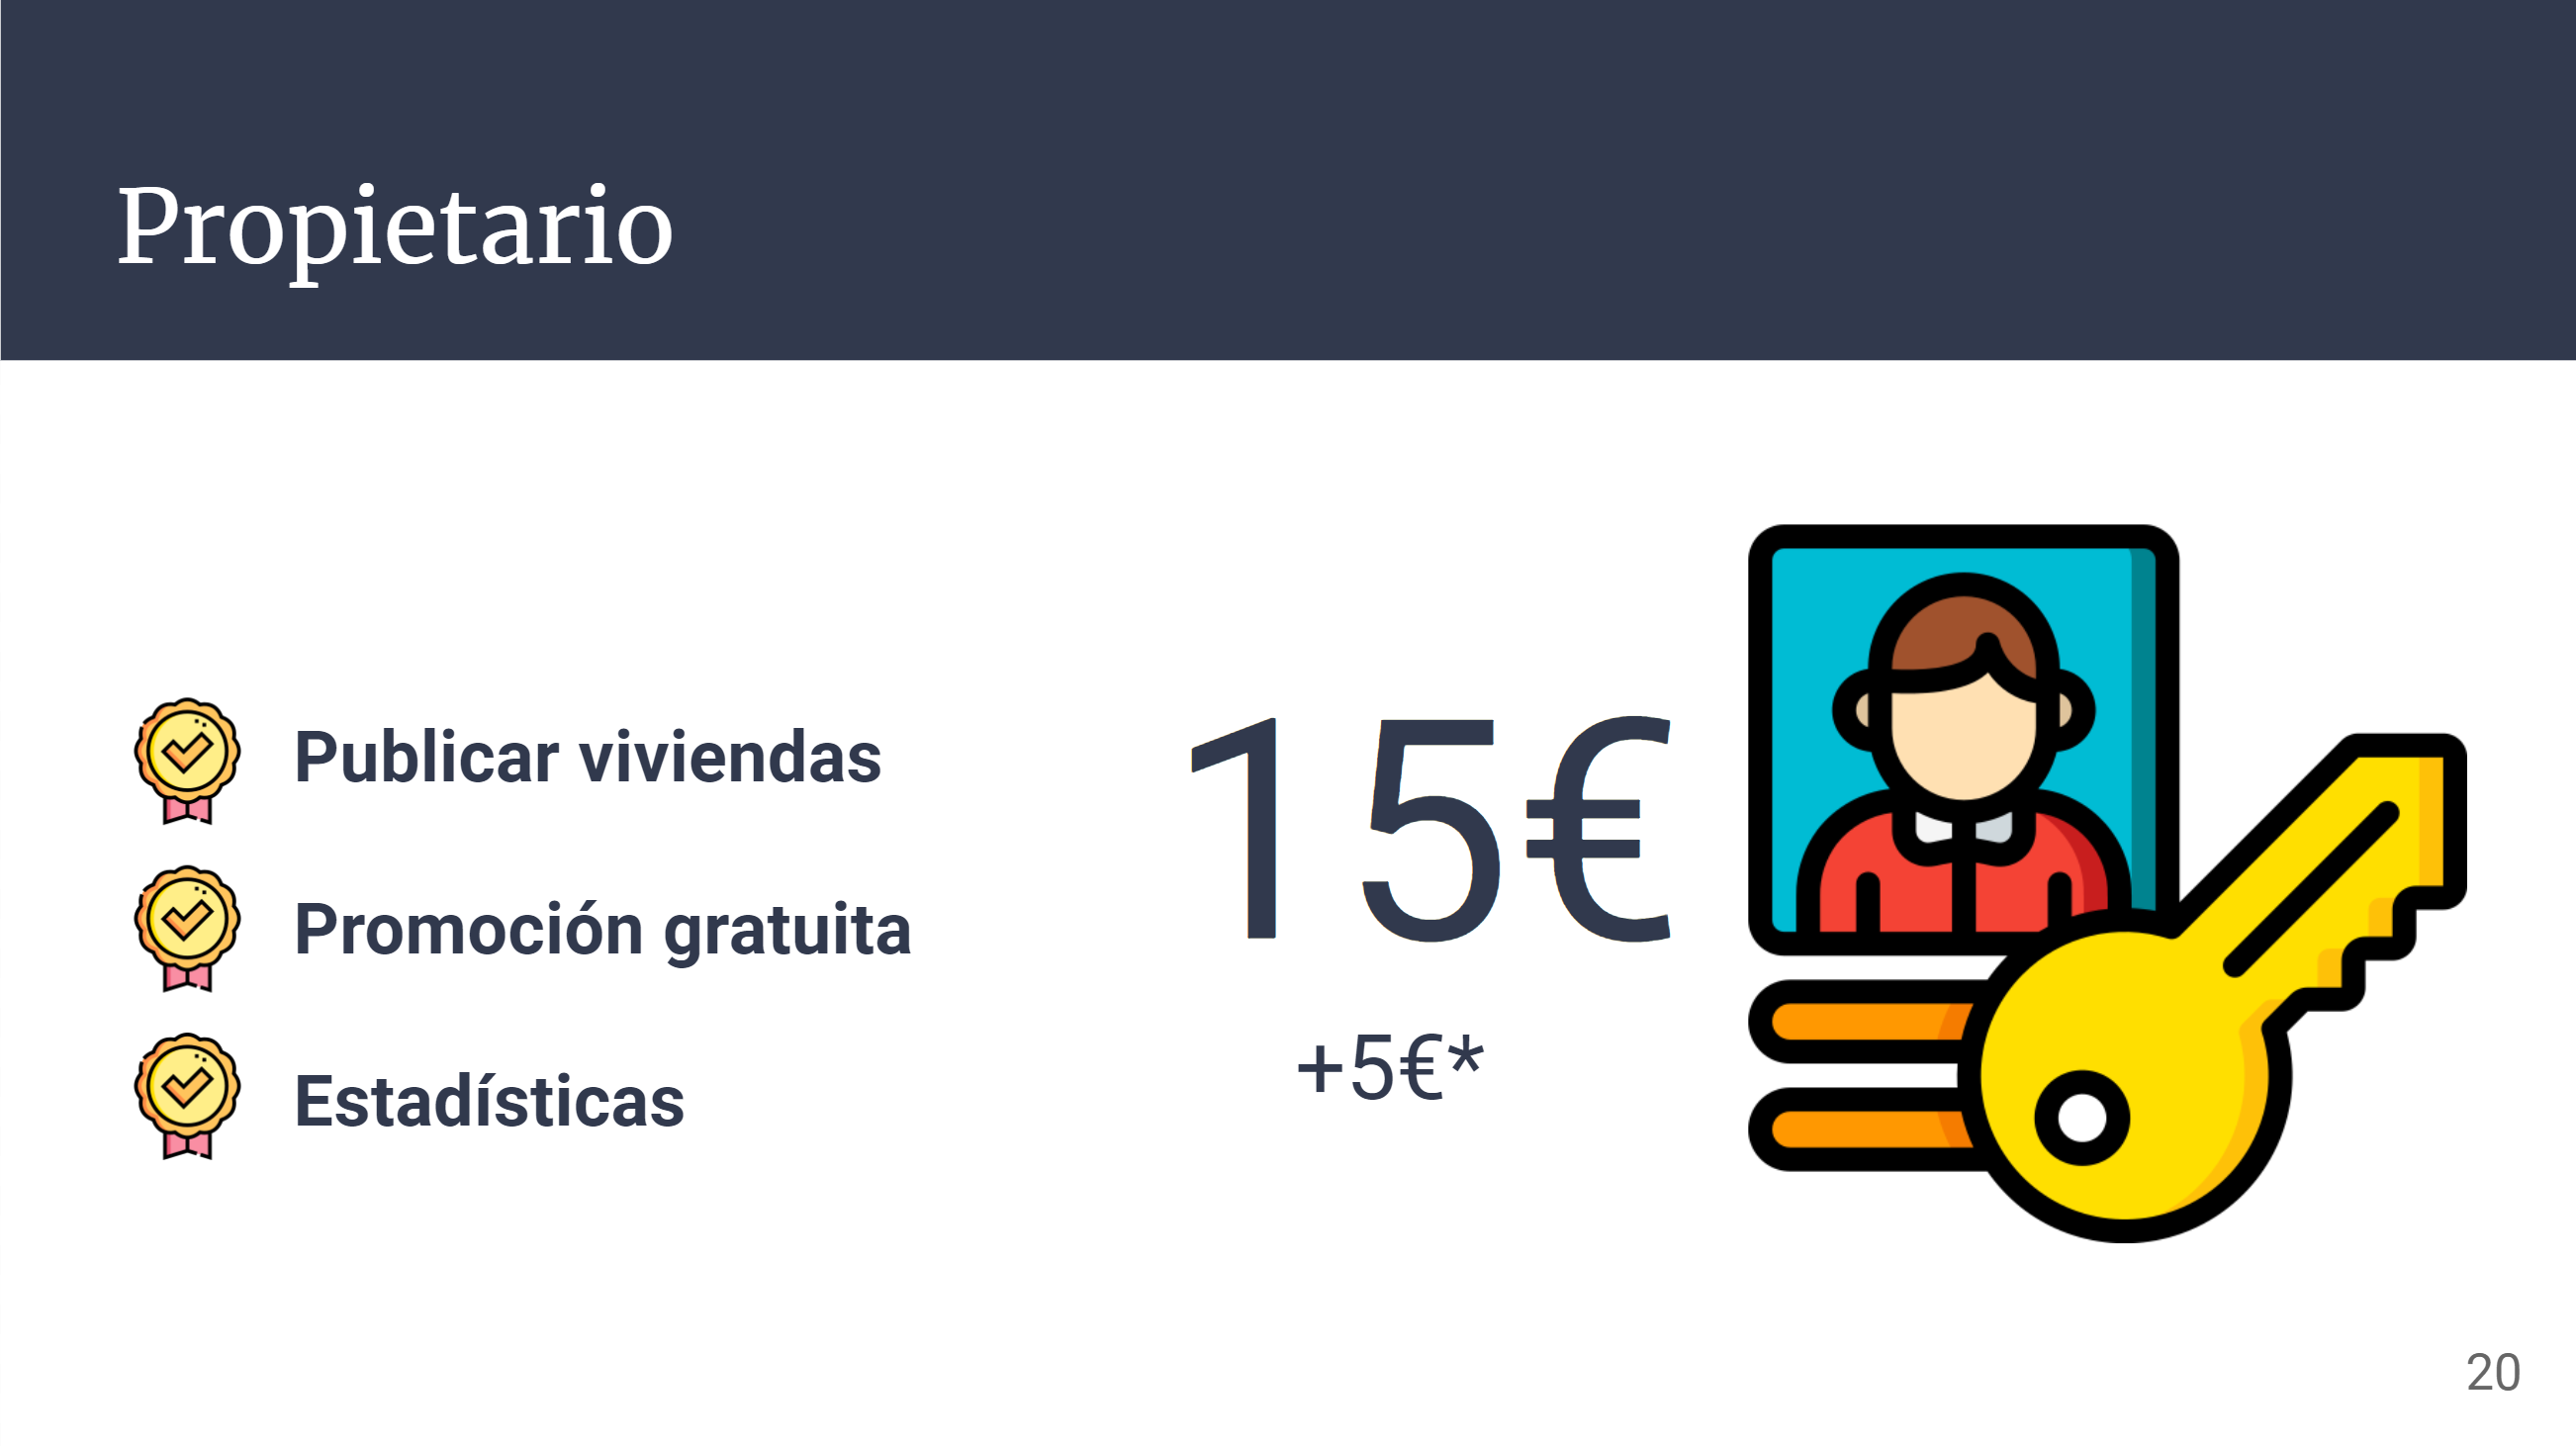 Propietario
Publicar viviendas
Promoción gratuita
Estadísticas
15€
+5€*
20